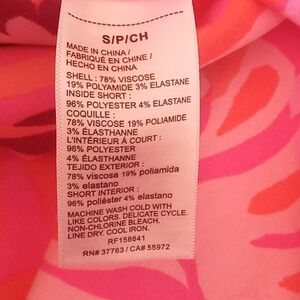 S/P/CH
MADE IN CHINA /
FABRIQUÉ EN CHINE /
HECHO EN CHINA
SHELL : 78% VISCOSE
19% POLYAMIDE 3% ELASTANE
INSIDE SHORT :
96% POLYESTER 4% ELASTANE
COQUILLE :
78% VISCOSE 19% POLIAMIDE
3% ÉLASTHANNE
L'INTÉRIEUR À COURT :
96% POLYESTER
4% ÉLASTHANNE
TEJIDO EXTERIOR :
78% viscosa 19% poliamida
3% elastano
SHORT INTERIOR :
96% poliéster 4% elastano
MACHINE WASH COLD WITH
LIKE COLORS. DELICATE CYCLE.
NON-CHLORINE BLEACH.
LINE DRY. COOL IRON.
RF158641
RN# 37763 / CA# 55972